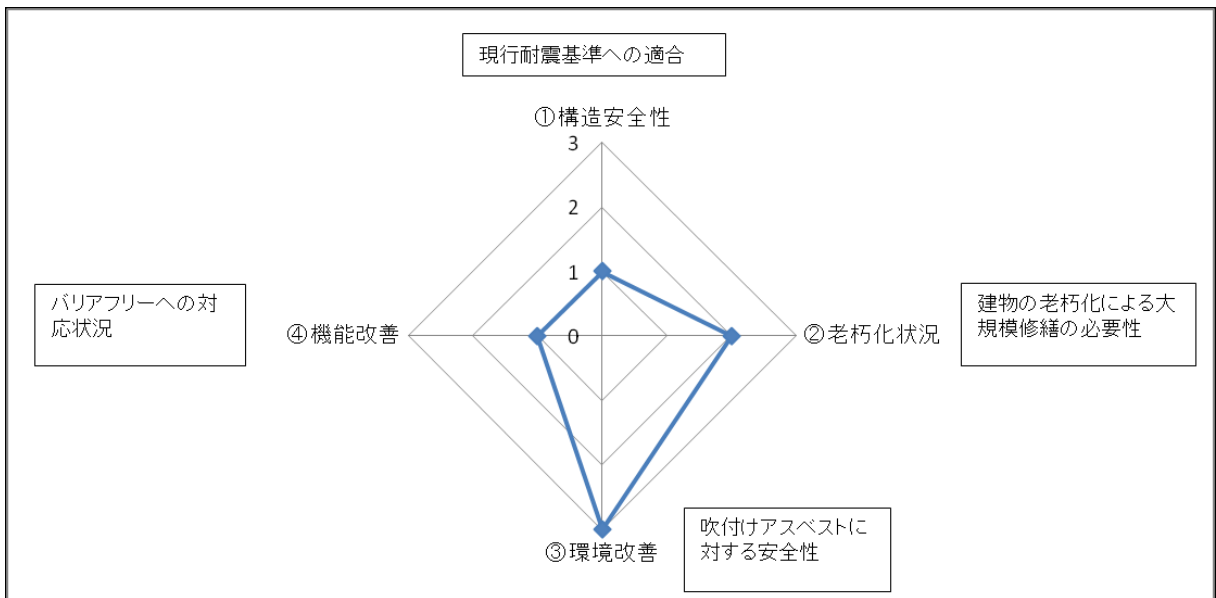 現行耐震基準への適合
①構造安全性
3
2
1
0
バリアフリーへの対
応状況
④機能改善
②老朽化状況
建物の老朽化による大
規模修繕の必要性
③環境改善
吹付けアスベストに
対する安全性